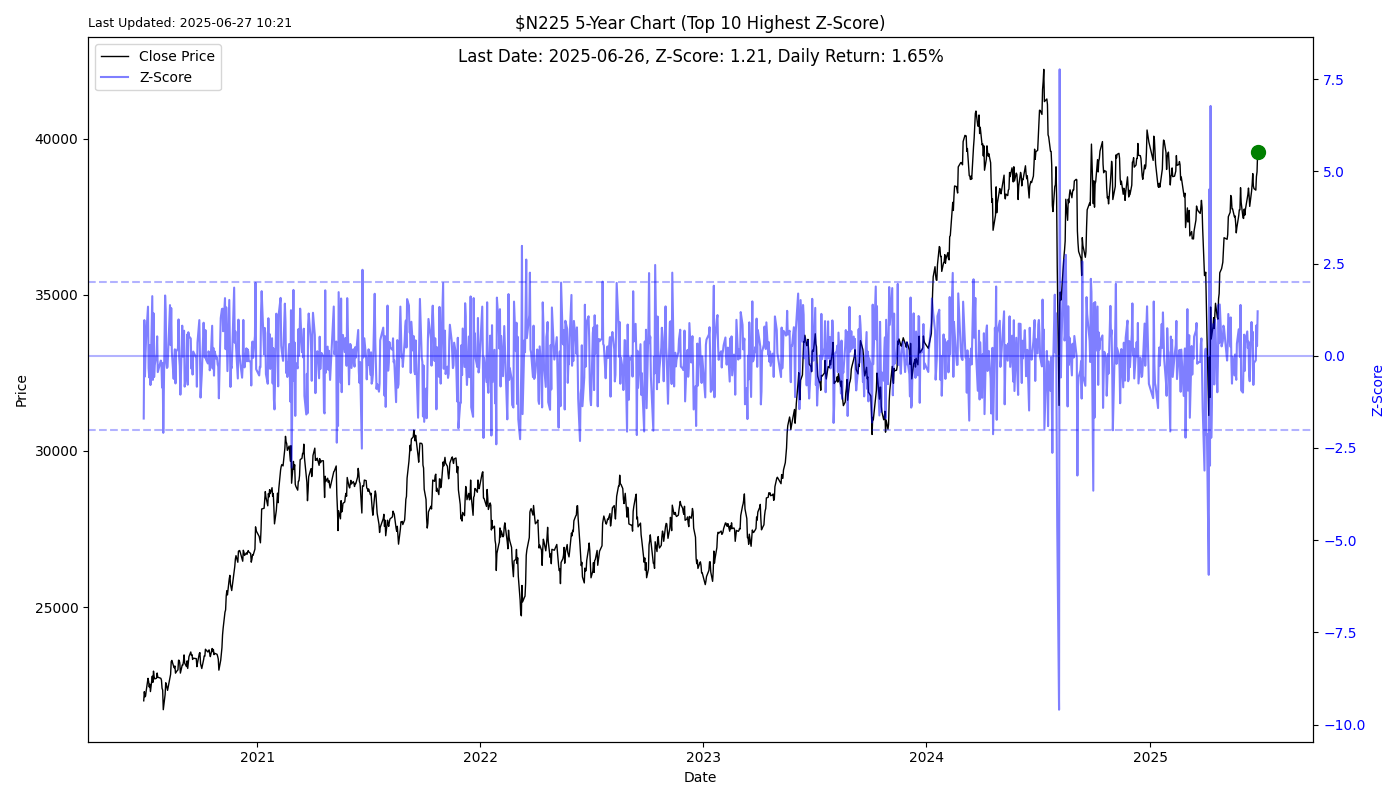 Last Updated: 2025-06-27 10:21
$N225 5-Year Chart (Top 10 Highest Z-Score)
Last Date: 2025-06-26, Z-Score: 1.21, Daily Return: 1.65%
Close Price
Z-Score
40000
35000
30000
25000
Price
7.5
5.0
2.5
0.0
−2.5
−5.0
−7.5
−10.0
Z-Score
2021
2022
2023
2024
2025
Date